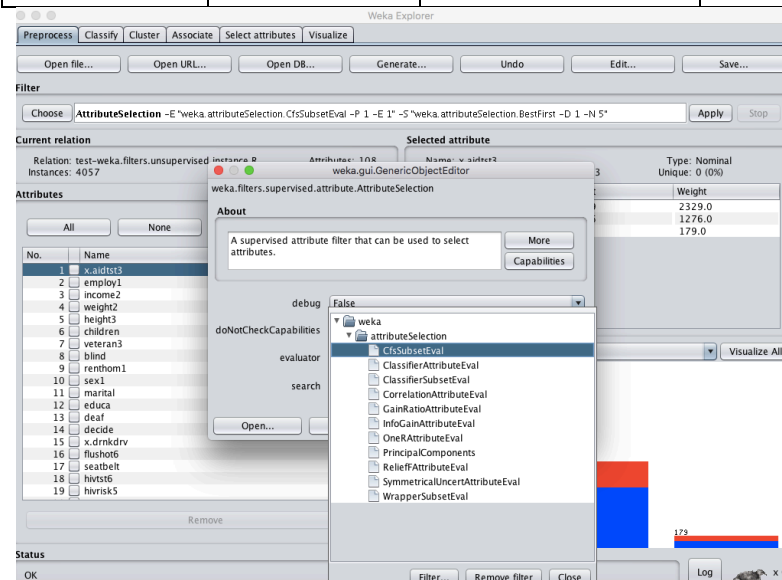 Weka Explorer
Preprocess Classify Cluster Associate Select attributes Visualize
Open file... Open URL... Open DB... Generate... Undo Edit... Save...
Filter
Choose AttributeSelection -E "weka.attributeSelection.CfsSubsetEval -P 1 -E 1" -S "weka.attributeSelection.BestFirst -D 1 -N 5" Apply Stop
Current relation
Relation: test-weka.filters.unsupervised.instance.R... Attributes: 108
Instances: 4057
Selected attribute
Name: x.aidtst3 Type: Nominal
3 Unique: 0 (0%)
Weight
2329.0
1276.0
179.0
Attributes
All None
No. Name
1 x.aidtst3
2 employ1
3 income2
4 weight2
5 height3
6 children
7 veteran3
8 blind
9 renthom1
10 sex1
11 marital
12 educa
13 deaf
14 decide
15 x.drnkdrv
16 flushot6
17 seatbelt
18 hivtst6
19 hivrisk5
Remove
Visualize All
179
Status
OK
Log
x
weka.gui.GenericObjectEditor
weka.filters.supervised.attribute.AttributeSelection
About
A supervised attribute filter that can be used to select
attributes.
More
Capabilities
debug False
doNotCheckCapabilities
evaluator
search
Open...
weka
attributeSelection
CfsSubsetEval
ClassifierAttributeEval
ClassifierSubsetEval
CorrelationAttributeEval
GainRatioAttributeEval
InfoGainAttributeEval
OneRAttributeEval
PrincipalComponents
ReliefFAttributeEval
SymmetricalUncertAttributeEval
WrapperSubsetEval
Filter... Remove filter Close